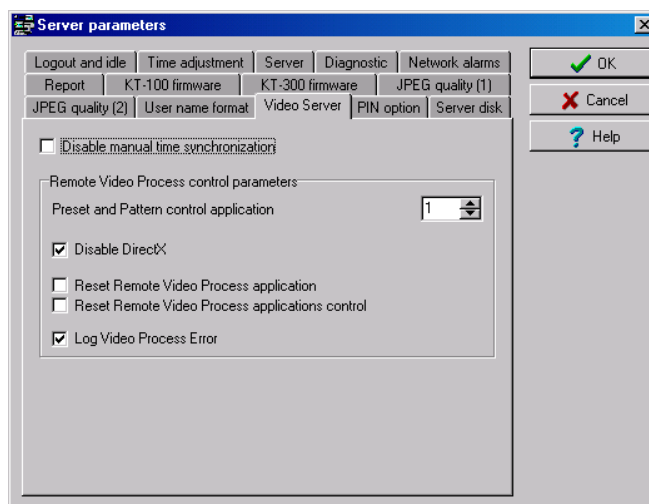 Server parameters
Logout and idle Time adjustment Server Diagnostic Network alarms
Report KT-100 firmware KT-300 firmware JPEG quality (1)
JPEG quality (2) User name format Video Server PIN option Server disk
OK
Cancel
Help
Disable manual time synchronization
Remote Video Process control parameters
Preset and Pattern control application 1
Disable DirectX
Reset Remote Video Process application
Reset Remote Video Process applications control
Log Video Process Error